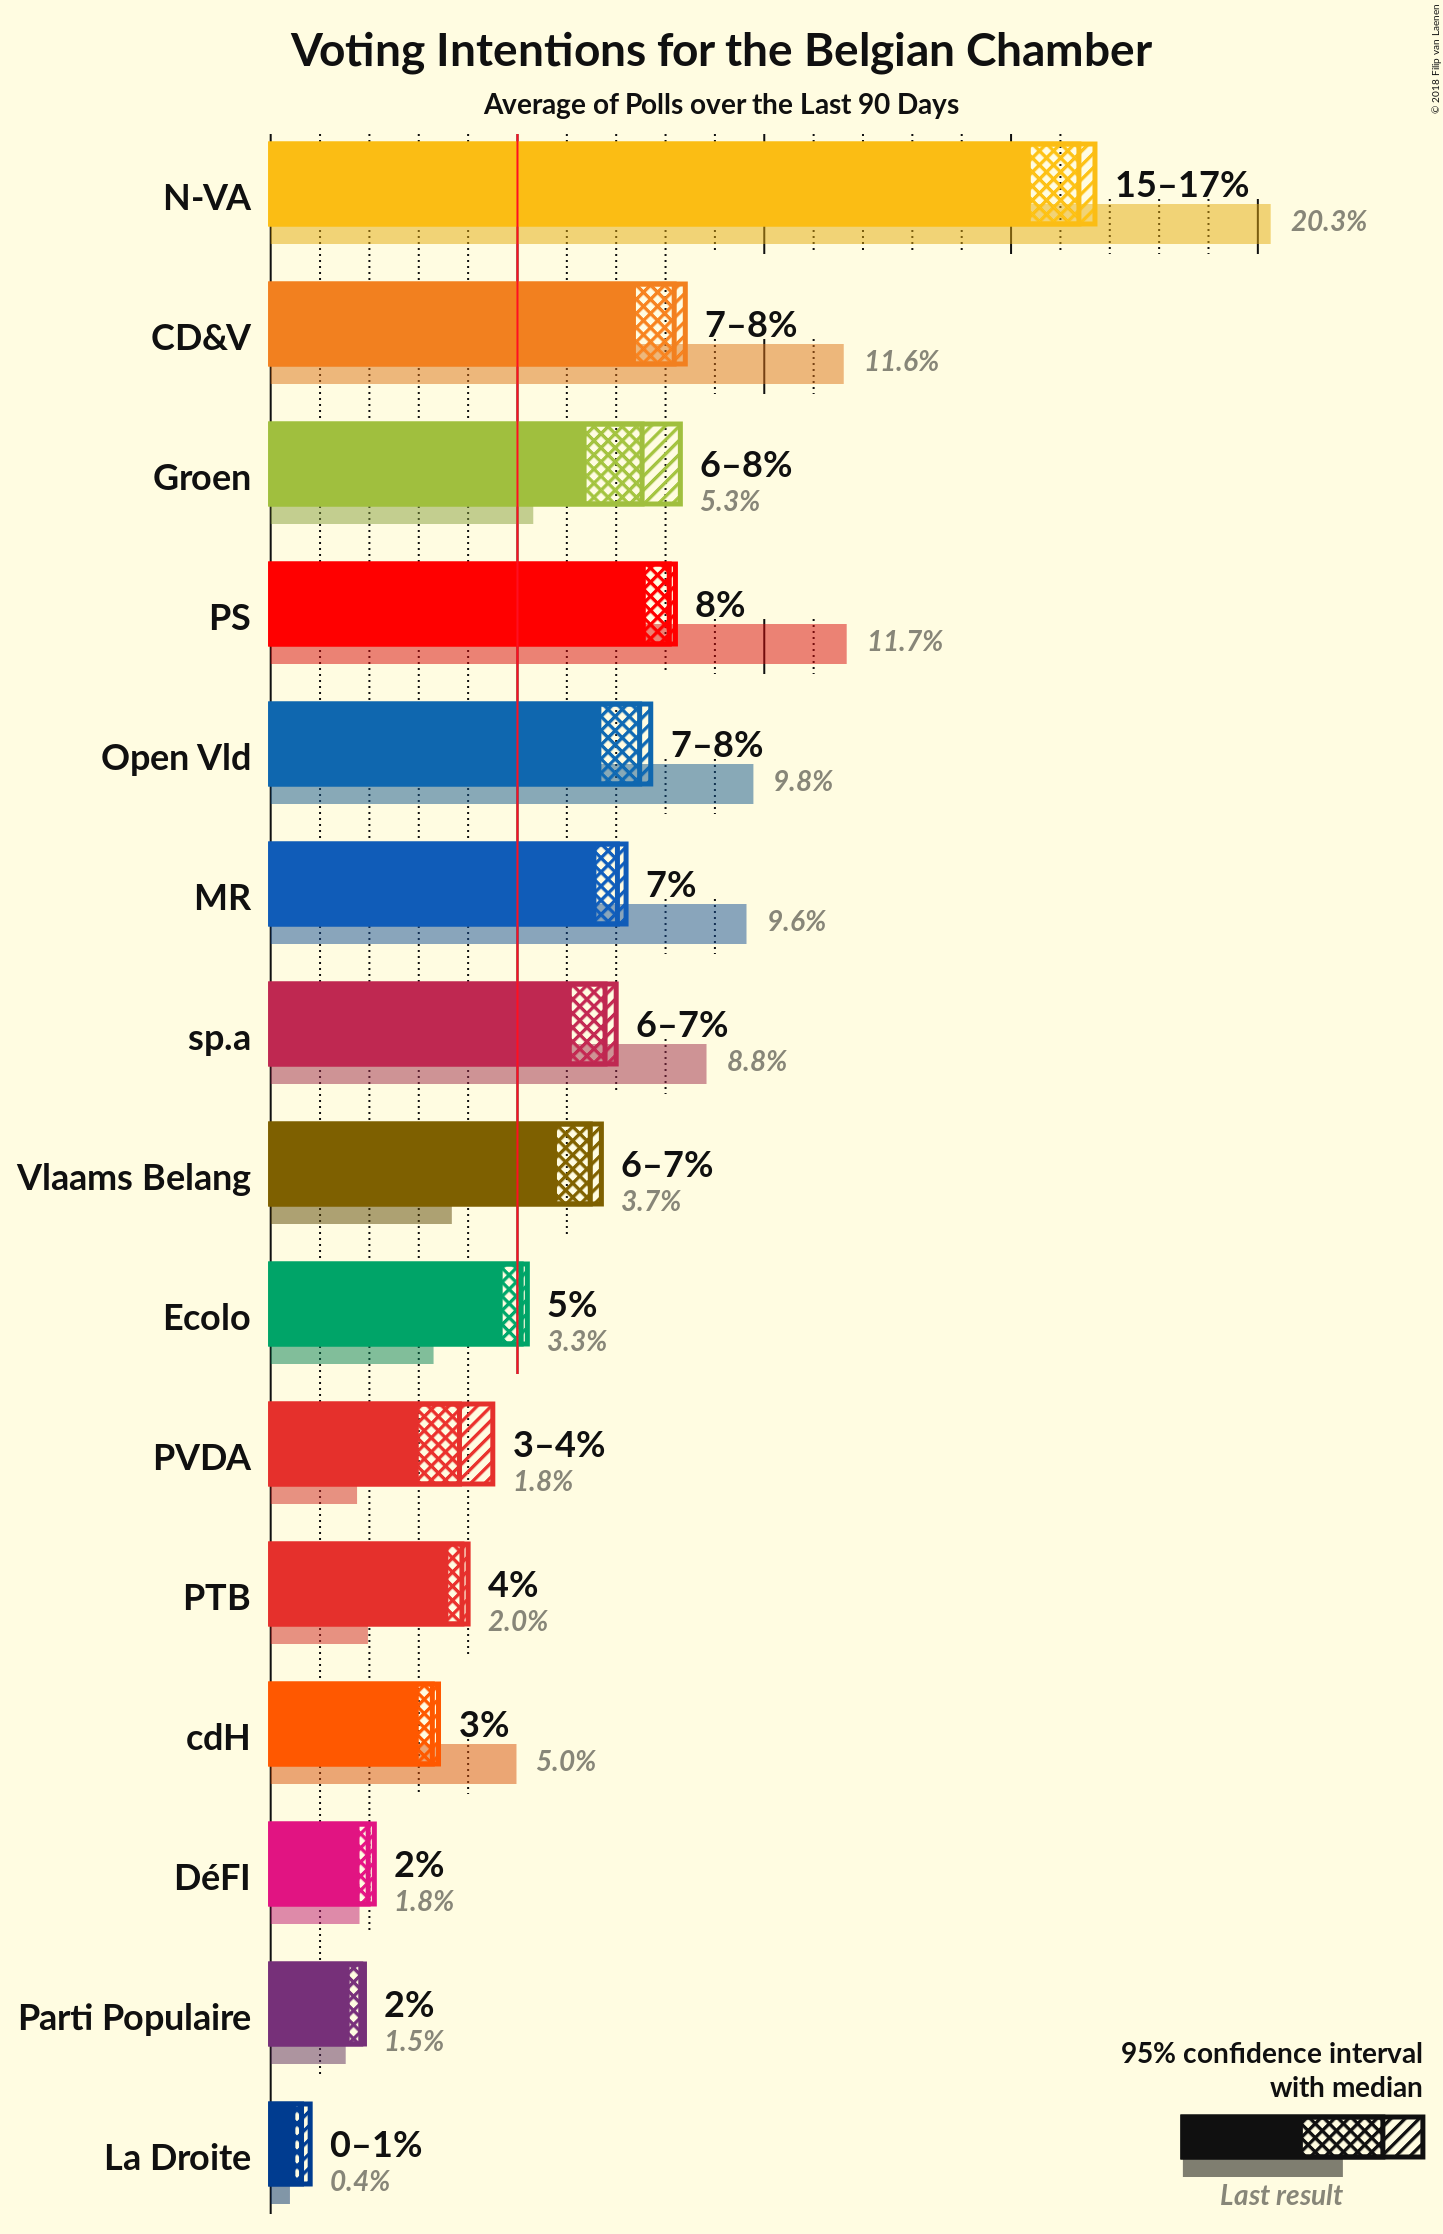 © 2018 Filip van Laenen
Voting Intentions for the Belgian Chamber
Average of Polls over the Last 90 Days
N-VA
15–17%
20.3%
CD&V
7–8%
11.6%
Groen
6–8%
5.3%
PS
8%
11.7%
Open Vld
7–8%
9.8%
MR
7%
9.6%
sp.a
6–7%
8.8%
Vlaams Belang
6–7%
3.7%
Ecolo
5%
3.3%
PVDA
3–4%
1.8%
PTB
4%
2.0%
cdH
3%
5.0%
DéFI
2%
1.8%
Parti Populaire
2%
1.5%
La Droite
0–1%
0.4%
95% confidence interval
with median
Last result